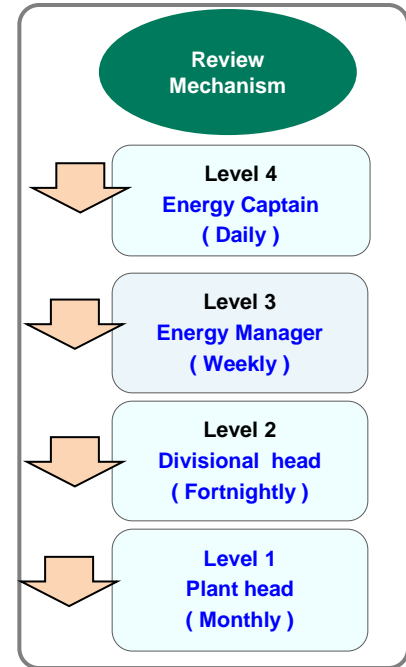 Review
Mechanism
Level 4
Energy Captain
( Daily )
Level 3
Energy Manager
( Weekly )
Level 2
Divisional head
( Fortnightly )
Level 1
Plant head
( Monthly )